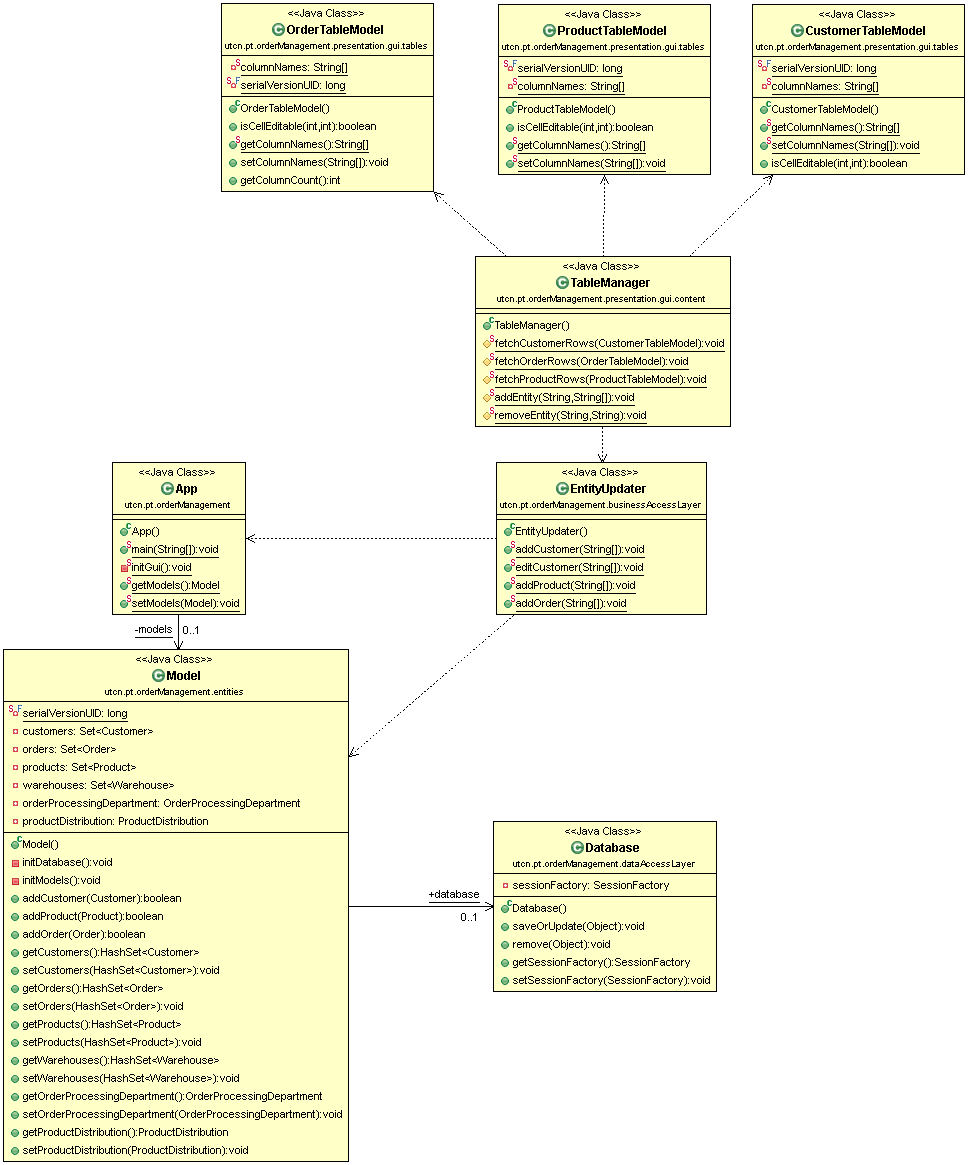 <<Java Class>>
OrderTableModel
utcn.pt.orderManagement.presentation.gui.tables
columnNames: String[]
serialVersionUID: long
OrderTableModel()
isCellEditable(int,int):boolean
getColumnNames():String[]
setColumnNames(String[]):void
getColumnCount():int
<<Java Class>>
ProductTableModel
utcn.pt.orderManagement.presentation.gui.tables
serialVersionUID: long
columnNames: String[]
ProductTableModel()
isCellEditable(int,int):boolean
getColumnNames():String[]
setColumnNames(String[]):void
<<Java Class>>
CustomerTableModel
utcn.pt.orderManagement.presentation.gui.tables
serialVersionUID: long
columnNames: String[]
CustomerTableModel()
getColumnNames():String[]
setColumnNames(String[]):void
isCellEditable(int,int):boolean
<<Java Class>>
TableManager
utcn.pt.orderManagement.presentation.gui.content
TableManager()
fetchCustomerRows(CustomerTableModel):void
fetchOrderRows(OrderTableModel):void
fetchProductRows(ProductTableModel):void
addEntity(String,String[]):void
removeEntity(String,String):void
<<Java Class>>
App
utcn.pt.orderManagement
App()
main(String[]):void
initGui():void
getModels():Model
setModels(Model):void
<<Java Class>>
EntityUpdater
utcn.pt.orderManagement.businessAccessLayer
EntityUpdater()
addCustomer(String[]):void
editCustomer(String[]):void
addProduct(String[]):void
addOrder(String[]):void
-models
0..1
<<Java Class>>
Model
utcn.pt.orderManagement.entities
serialVersionUID: long
customers: Set<Customer>
orders: Set<Order>
products: Set<Product>
warehouses: Set<Warehouse>
orderProcessingDepartment: OrderProcessingDepartment
productDistribution: ProductDistribution
Model()
initDatabase():void
initModels():void
addCustomer(Customer):boolean
addProduct(Product):boolean
addOrder(Order):boolean
getCustomers():HashSet<Customer>
setCustomers(HashSet<Customer>):void
getOrders():HashSet<Order>
setOrders(HashSet<Order>):void
getProducts():HashSet<Product>
setProducts(HashSet<Product>):void
getWarehouses():HashSet<Warehouse>
setWarehouses(HashSet<Warehouse>):void
getOrderProcessingDepartment():OrderProcessingDepartment
setOrderProcessingDepartment(OrderProcessingDepartment):void
getProductDistribution():ProductDistribution
setProductDistribution(ProductDistribution):void
+database
0..1
<<Java Class>>
Database
utcn.pt.orderManagement.dataAccessLayer
sessionFactory: SessionFactory
Database()
saveOrUpdate(Object):void
remove(Object):void
getSessionFactory():SessionFactory
setSessionFactory(SessionFactory):void